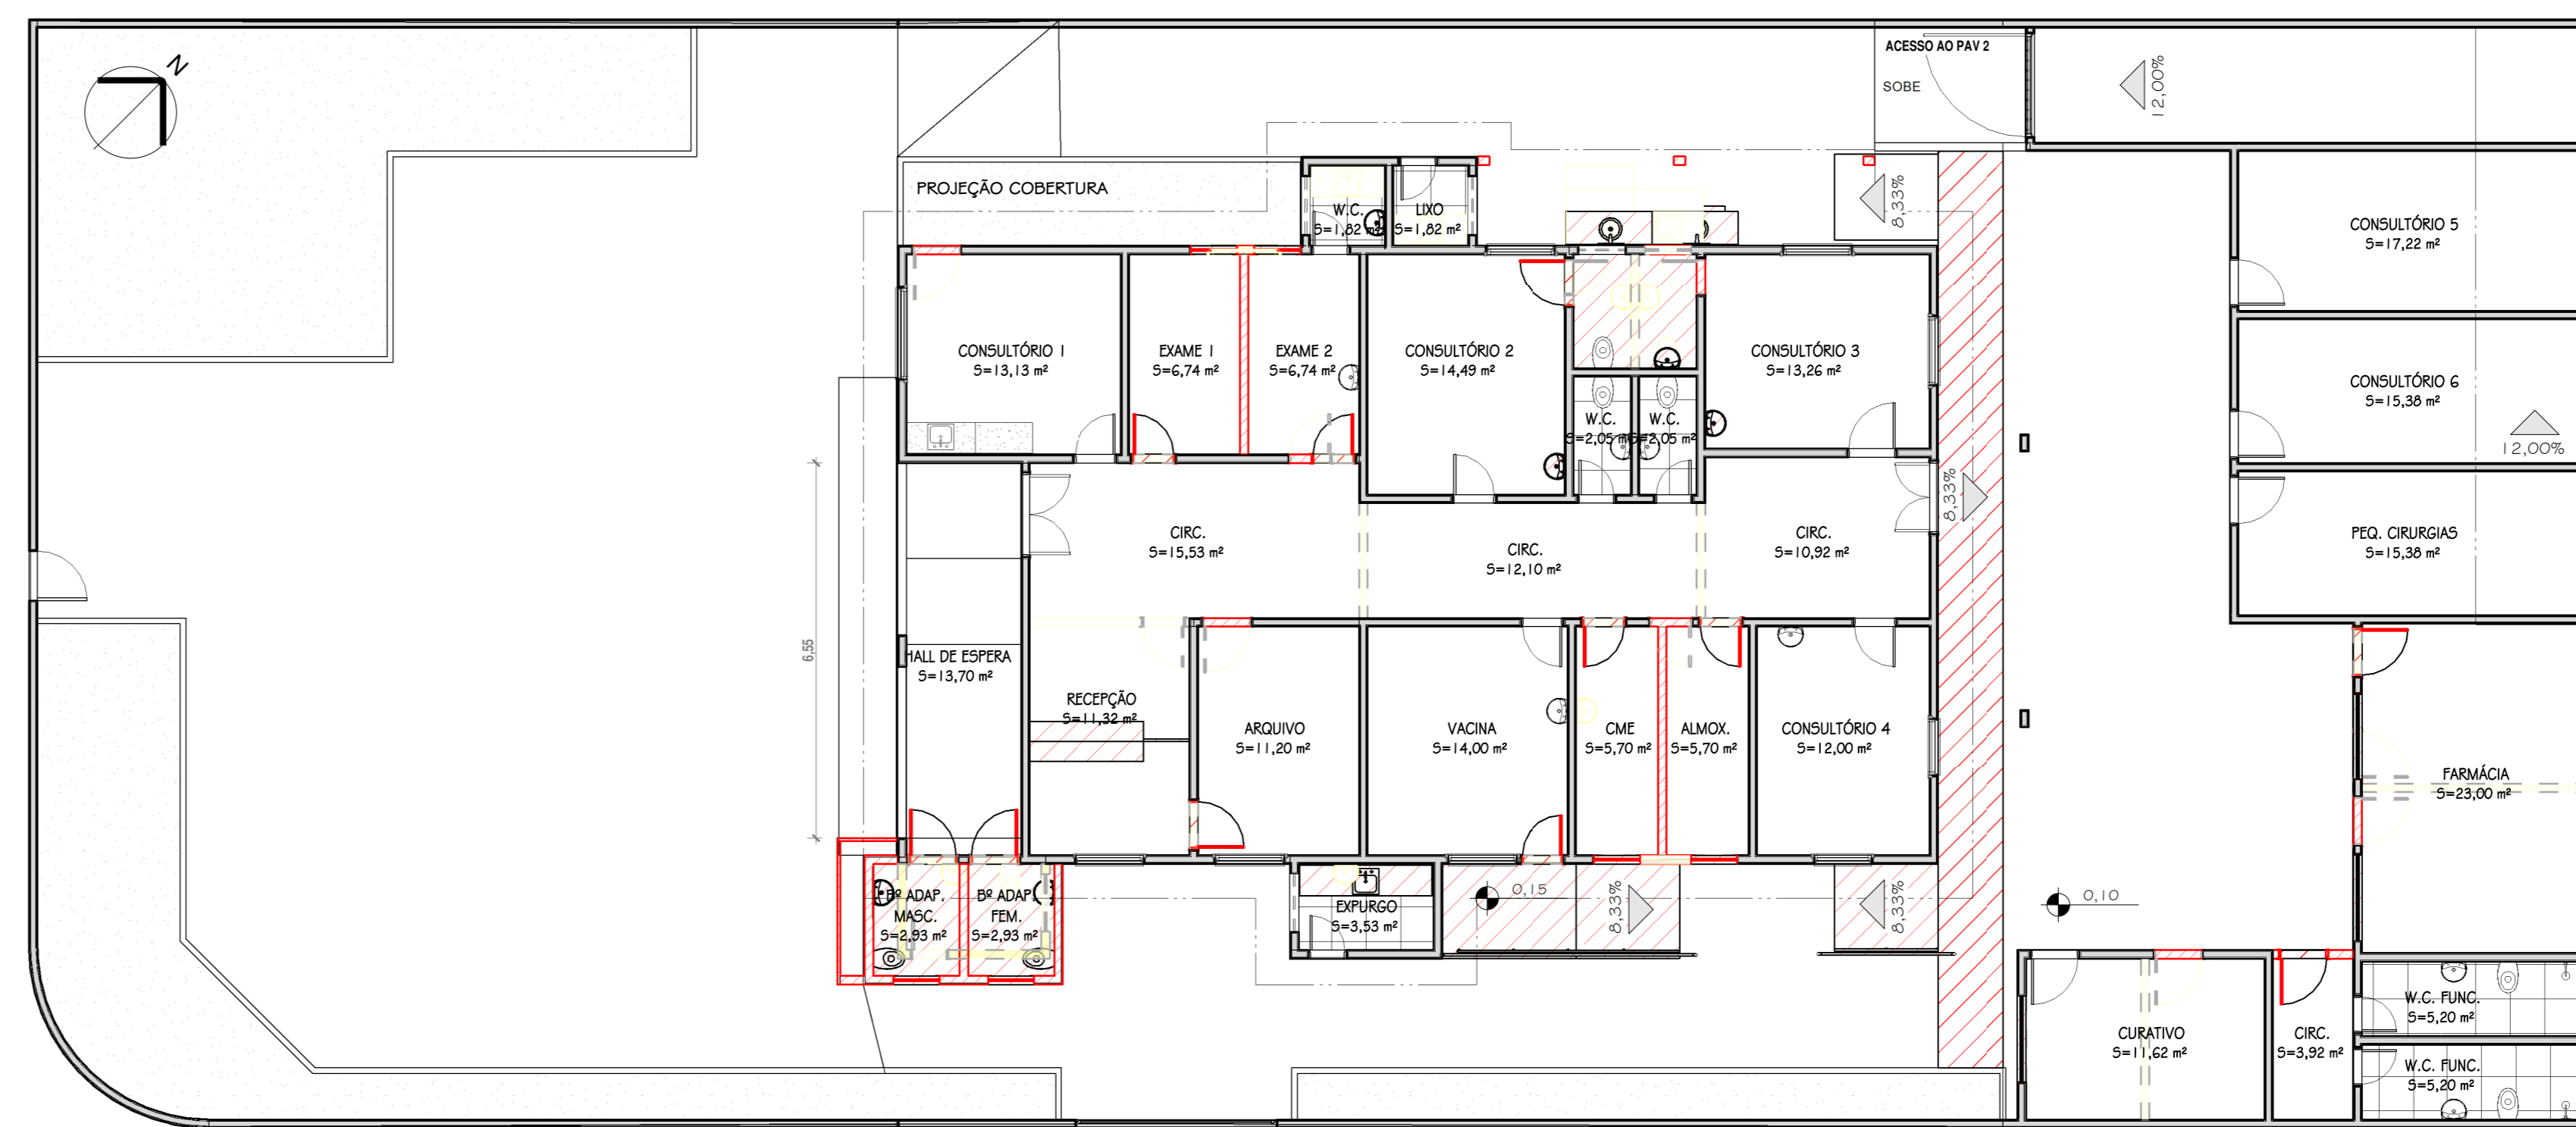 N
ACESSO AO PAV 2
SOBE
12,00%
PROJEÇÃO COBERTURA
W.C.
S=1,82 m²
LIXO
S=1,82 m²
8,33%
CONSULTÓRIO 5
S=17,22 m²
CONSULTÓRIO 1
S=13,13 m²
EXAME 1
S=6,74 m²
EXAME 2
S=6,74 m²
CONSULTÓRIO 2
S=14,49 m²
CONSULTÓRIO 3
S=13,26 m²
CONSULTÓRIO 6
S=15,38 m²
W.C.
S=2,05 m²
W.C.
S=2,05 m²
12,00%
8,33%
CIRC.
S=15,53 m²
CIRC.
S=12,10 m²
CIRC.
S=10,92 m²
PEQ. CIRURGIAS
S=15,38 m²
6,55
HALL DE ESPERA
S=13,70 m²
RECEPÇÃO
S=11,32 m²
ARQUIVO
S=11,20 m²
VACINA
S=14,00 m²
CME
S=5,70 m²
ALMOX.
S=5,70 m²
CONSULTÓRIO 4
S=12,00 m²
FARMÁCIA
S=23,00 m²
Bº ADAP.
MASC.
S=2,93 m²
Bº ADAP.
FEM.
S=2,93 m²
EXPURGO
S=3,53 m²
0,15
8,33%
8,33%
0,10
CURATIVO
S=11,62 m²
CIRC.
S=3,92 m²
W.C. FUNC.
S=5,20 m²
W.C. FUNC.
S=5,20 m²